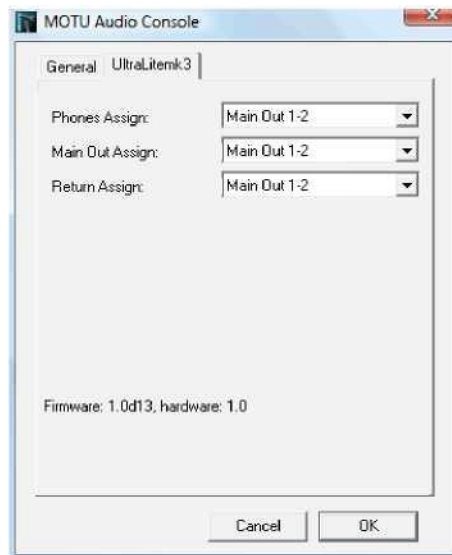 MOTU Audio Console
General UltraLitemk3
Phones Assign: Main Out 1-2
Main Out Assign: Main Out 1-2
Return Assign: Main Out 1-2
Firmware: 1.0d13, hardware: 1.0
Cancel OK